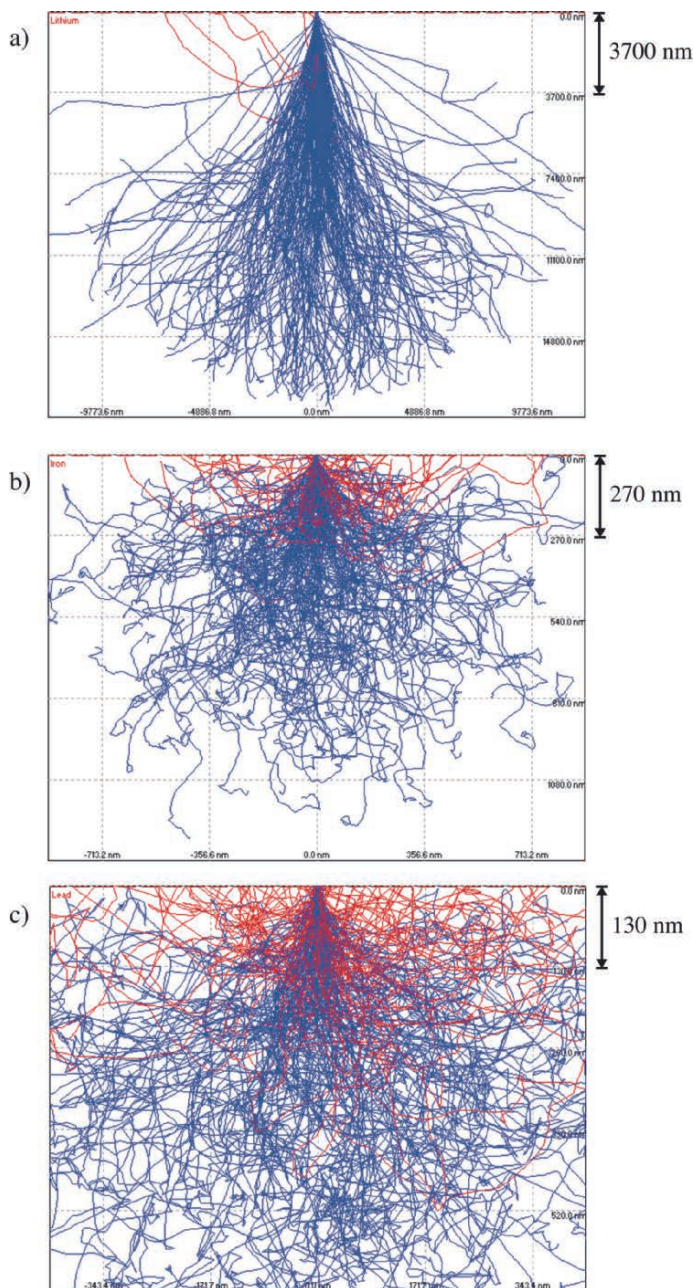 a)
Lithium
0.0 nm
3700.0 nm
3700 nm
7400.0 nm
11100.0 nm
14800.0 nm
-9773.6 nm -4886.8 nm 0.0 nm 4886.8 nm 9773.6 nm
b)
Iron
0.0 nm
270.0 nm
270 nm
540.0 nm
810.0 nm
1080.0 nm
-713.2 nm -356.6 nm 0.0 nm 356.6 nm 713.2 nm
c)
Lead
0.0 nm
130 nm
520.0 nm
-343.4 nm